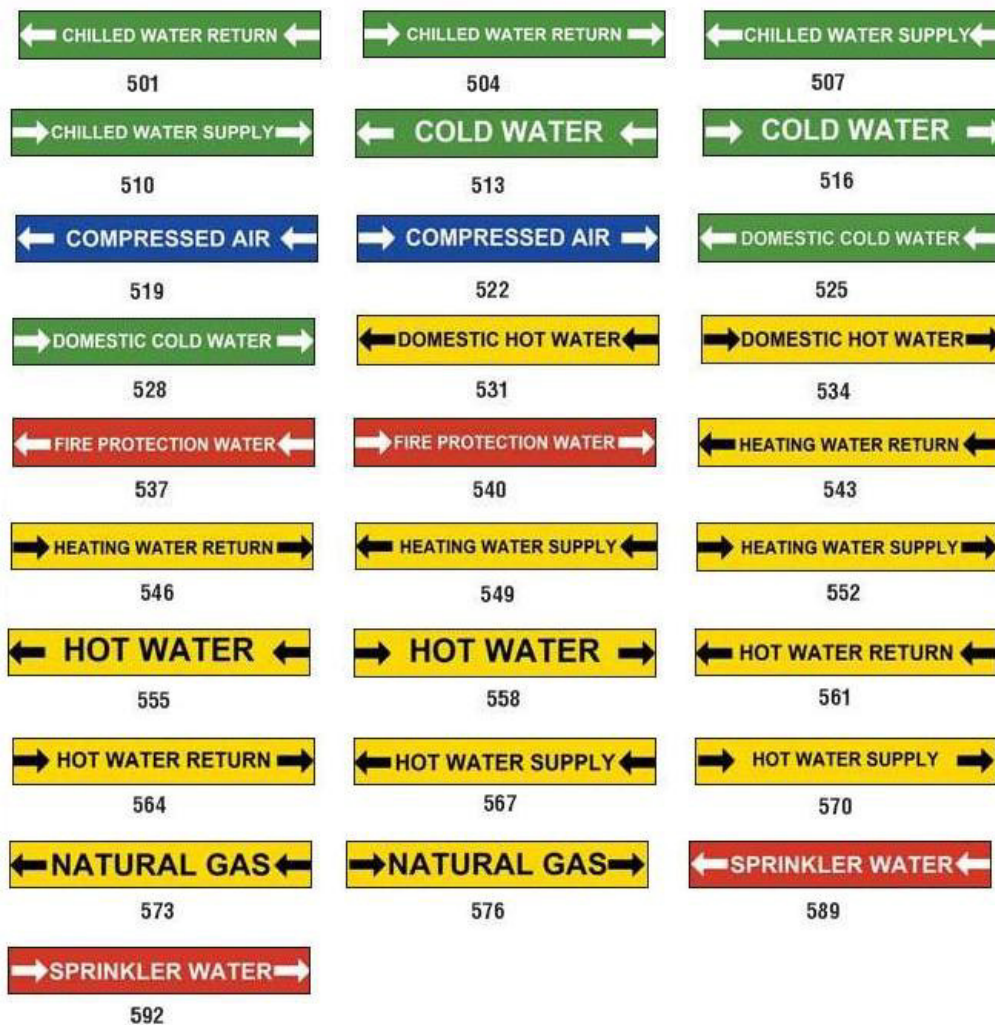 CHILLED WATER RETURN
CHILLED WATER RETURN
CHILLED WATER SUPPLY
501
504
507
CHILLED WATER SUPPLY
COLD WATER
COLD WATER
510
513
516
COMPRESSED AIR
COMPRESSED AIR
DOMESTIC COLD WATER
519
522
525
DOMESTIC COLD WATER
DOMESTIC HOT WATER
DOMESTIC HOT WATER
528
531
534
FIRE PROTECTION WATER
FIRE PROTECTION WATER
HEATING WATER RETURN
537
540
543
HEATING WATER RETURN
HEATING WATER SUPPLY
HEATING WATER SUPPLY
546
549
552
HOT WATER
HOT WATER
HOT WATER RETURN
555
558
561
HOT WATER RETURN
HOT WATER SUPPLY
HOT WATER SUPPLY
564
567
570
NATURAL GAS
NATURAL GAS
SPRINKLER WATER
573
576
589
SPRINKLER WATER
592